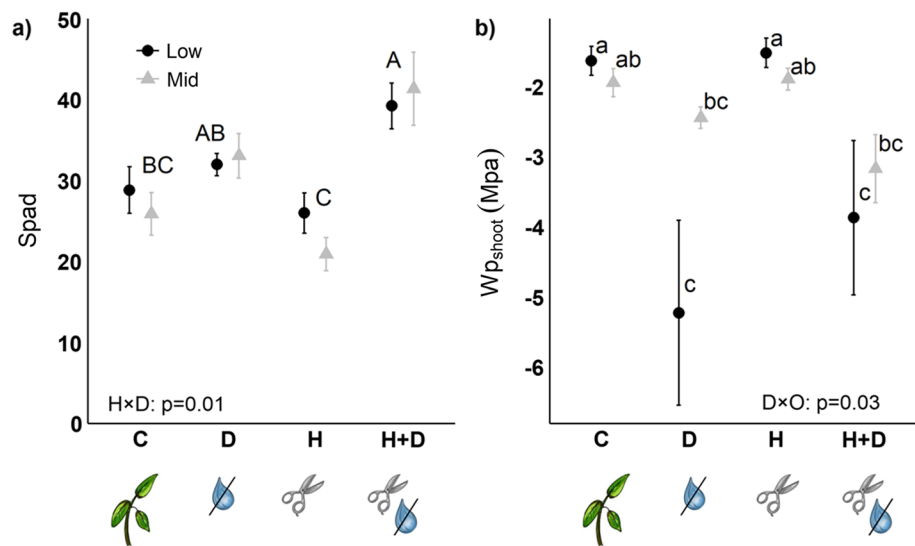 a)
50
40
30
20
10
0
Spad
Low
Mid
BC
AB
C
A
H×D: p=0.01
C
D
H
H+D
b)
-2
-3
-4
-5
-6
Wpshoot (Mpa)
a
ab
bc
c
a
ab
bc
c
D×O: p=0.03
C
D
H
H+D